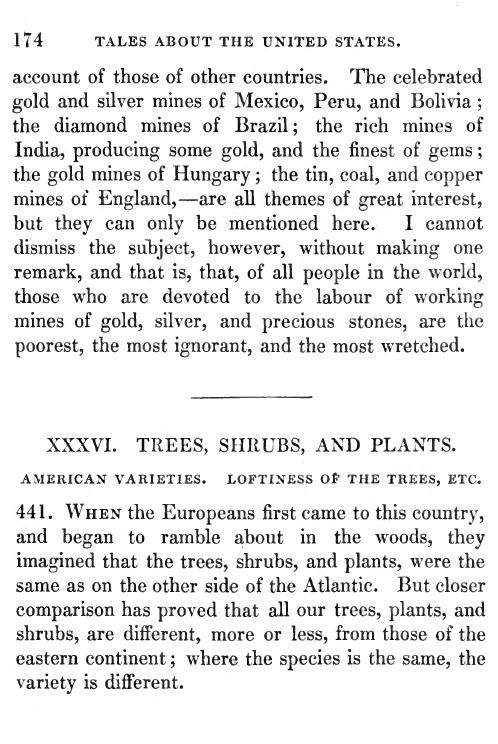 174 TALES ABOUT THE UNITED STATES.
account of those of other countries. The celebrated
gold and silver mines of Mexico, Peru, and Bolivia ;
the diamond mines of Brazil ; the rich mines of
India, producing some gold, and the finest of gems ;
the gold mines of Hungary ; the tin, coal, and copper
mines of England,—are all themes of great interest,
but they can only be mentioned here. I cannot
dismiss the subject, however, without making one
remark, and that is, that, of all people in the world,
those who are devoted to the labour of working
mines of gold, silver, and precious stones, are the
poorest, the most ignorant, and the most wretched.
XXXVI. TREES, SHRUBS, AND PLANTS.
AMERICAN VARIETIES. LOFTINESS OF THE TREES, ETC.
441. WHEN the Europeans first came to this country,
and began to ramble about in the woods, they
imagined that the trees, shrubs, and plants, were the
same as on the other side of the Atlantic. But closer
comparison has proved that all our trees, plants, and
shrubs, are different, more or less, from those of the
eastern continent ; where the species is the same, the
variety is different.